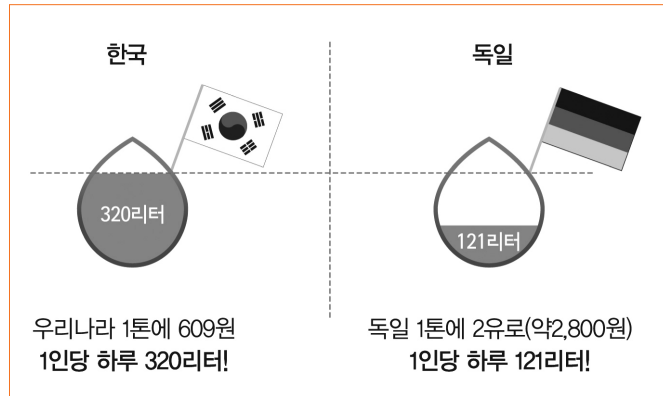 한국
320리터
우리나라 1톤에 609원
1인당 하루 320리터!
독일
121리터
독일 1톤에 2유로(약2,800원)
1인당 하루 121리터!